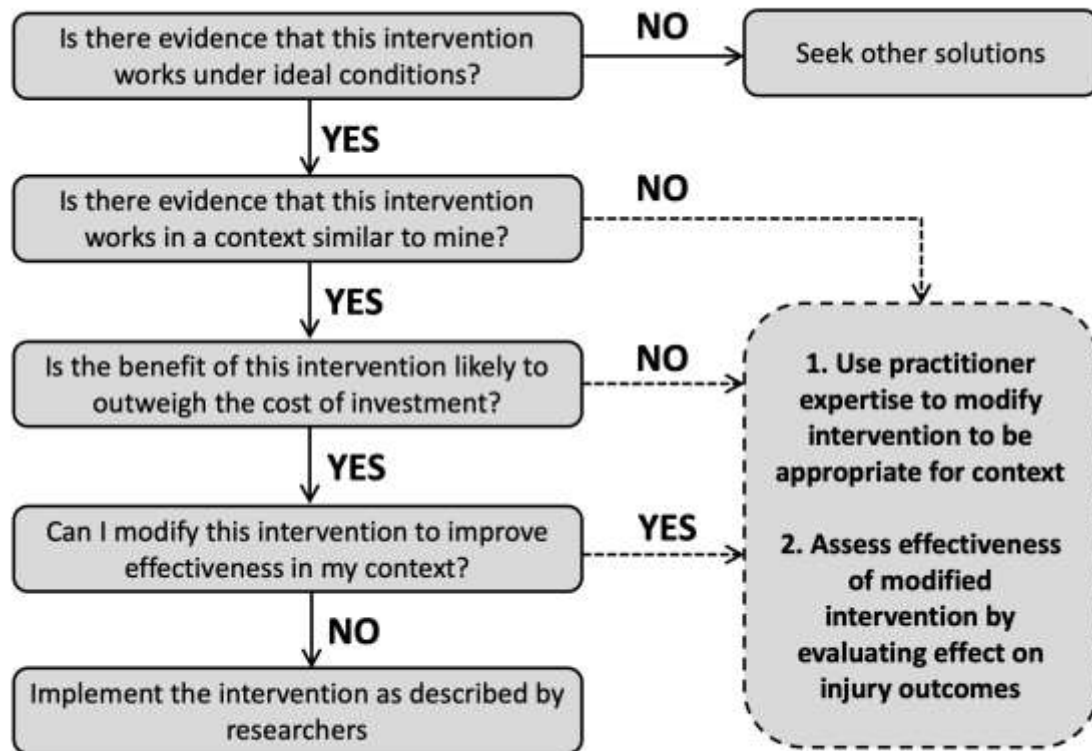 Is there evidence that this intervention
works under ideal conditions?
NO
Seek other solutions
YES
Is there evidence that this intervention
works in a context similar to mine?
NO
YES
Is the benefit of this intervention likely to
outweigh the cost of investment?
NO
YES
Can I modify this intervention to improve
effectiveness in my context?
YES
NO
Implement the intervention as described by
researchers
1. Use practitioner
expertise to modify
intervention to be
appropriate for context
2. Assess effectiveness
of modified
intervention by
evaluating effect on
injury outcomes